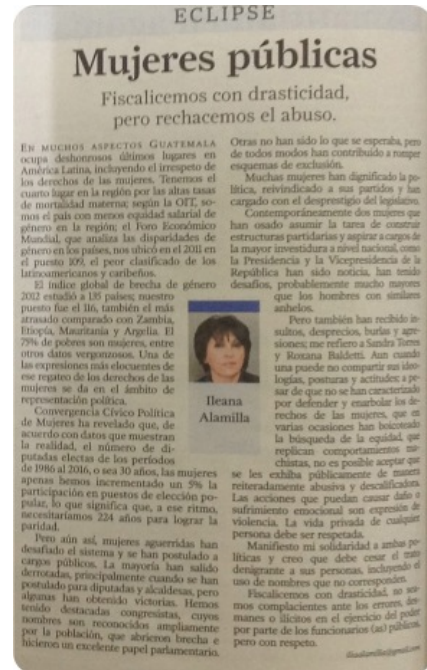 ECLIPSE
Mujeres públicas
Fiscalicemos con drasticidad,
pero rechacemos el abuso.
EN MUCHOS ASPECTOS GUATEMALA
ocupa deshonrosos últimos lugares en
América Latina, incluyendo el irrespeto de
los derechos de las mujeres. Tenemos el
cuarto lugar en la región por las altas tasas
de mortalidad materna; según la OIT, so-
mos el país con menos equidad salarial de
género en la región; el Foro Económico
Mundial, que analiza las disparidades de
género en los países, nos ubicó en el 2011 en
el puesto 109, el peor clasificado de los
latinoamericanos y caribeños.
El índice global de brecha de género
2012 estudió a 135 países; nuestro
puesto fue el 116, también el más
atrasado comparado con Zambia,
Etiopía, Mauritania y Argelia. El
75% de pobres son mujeres, entre
otros datos vergonzosos. Una de
las expresiones más elocuentes de
ese regateo de los derechos de las
mujeres se da en el ámbito de
representación política.
Convergencia Cívico Política
de Mujeres ha revelado que, de
acuerdo con datos que muestran
la realidad, el número de di-
putadas electas de los períodos
de 1986 al 2016, o sea 30 años, las mujeres
apenas hemos incrementado un 5% la
participación en puestos de elección po-
pular, lo que significa que, a ese ritmo,
necesitaríamos 224 años para lograr la
paridad.
Pero aún así, mujeres aguerridas han
desafiado el sistema y se han postulado a
cargos públicos. La mayoría han salido
derrotadas, principalmente cuando se han
postulado para diputadas y alcaldesas, pero
algunas han obtenido victorias. Hemos
tenido destacadas congresistas, cuyos
nombres son reconocidos ampliamente
por la población, que abrieron brecha e
hicieron un excelente papel parlamentario.
Ileana
Alamilla
Otras no han sido lo que se esperaba, pero
de todos modos han contribuido a romper
esquemas de exclusión.
Muchas mujeres han dignificado la po-
lítica, reivindicado a sus partidos y han
cargado con el desprestigio del legislativo.
Contemporáneamente dos mujeres que
han osado asumir la tarea de construir
estructuras partidarias y aspirar a cargos de
la mayor investidura a nivel nacional, como
la Presidencia y la Vicepresidencia de la
República han sido noticia, han tenido
desafíos, probablemente mucho mayores
que los hombres con similares
anhelos.
Pero también han recibido in-
sultos, desprecios, burlas y agre-
siones; me refiero a Sandra Torres
y Roxana Baldetti. Aun cuando
una puede no compartir sus ideo-
logías, posturas y actitudes; a pe-
sar de que no se han caracterizado
por defender y enarbolar los de-
rechos de las mujeres, que en
varias ocasiones han boicoteado
la búsqueda de la equidad, que
replican comportamientos ma-
chistas, no es posible aceptar que
se les exhiba públicamente de manera
reiteradamente abusiva y descalificadora.
Las acciones que puedan causar daño o
sufrimiento emocional son expresión de
violencia. La vida privada de cualquier
persona debe ser respetada.
Manifiesto mi solidaridad a ambas po-
líticas y creo que debe cesar el trato
denigrante a sus personas, incluyendo el
uso de nombres que no corresponden.
Fiscalicemos con drasticidad, no sea-
mos complacientes ante los errores, des-
manes o ilícitos en el ejercicio del poder
por parte de los funcionarios (as) públicos,
pero con respeto.